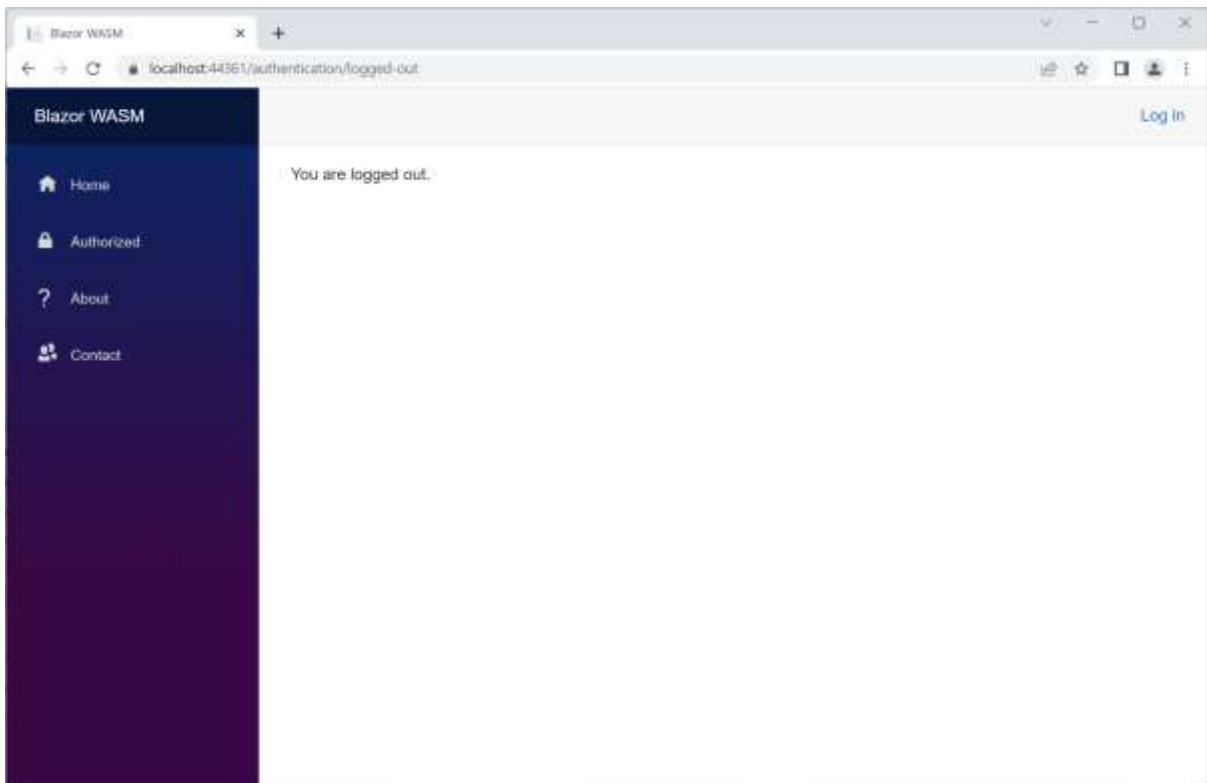 Blazor WASM
localhost:44361/authentication/logged-out
Blazor WASM
Log in
Home
You are logged out.
Authorized
? About
Contact